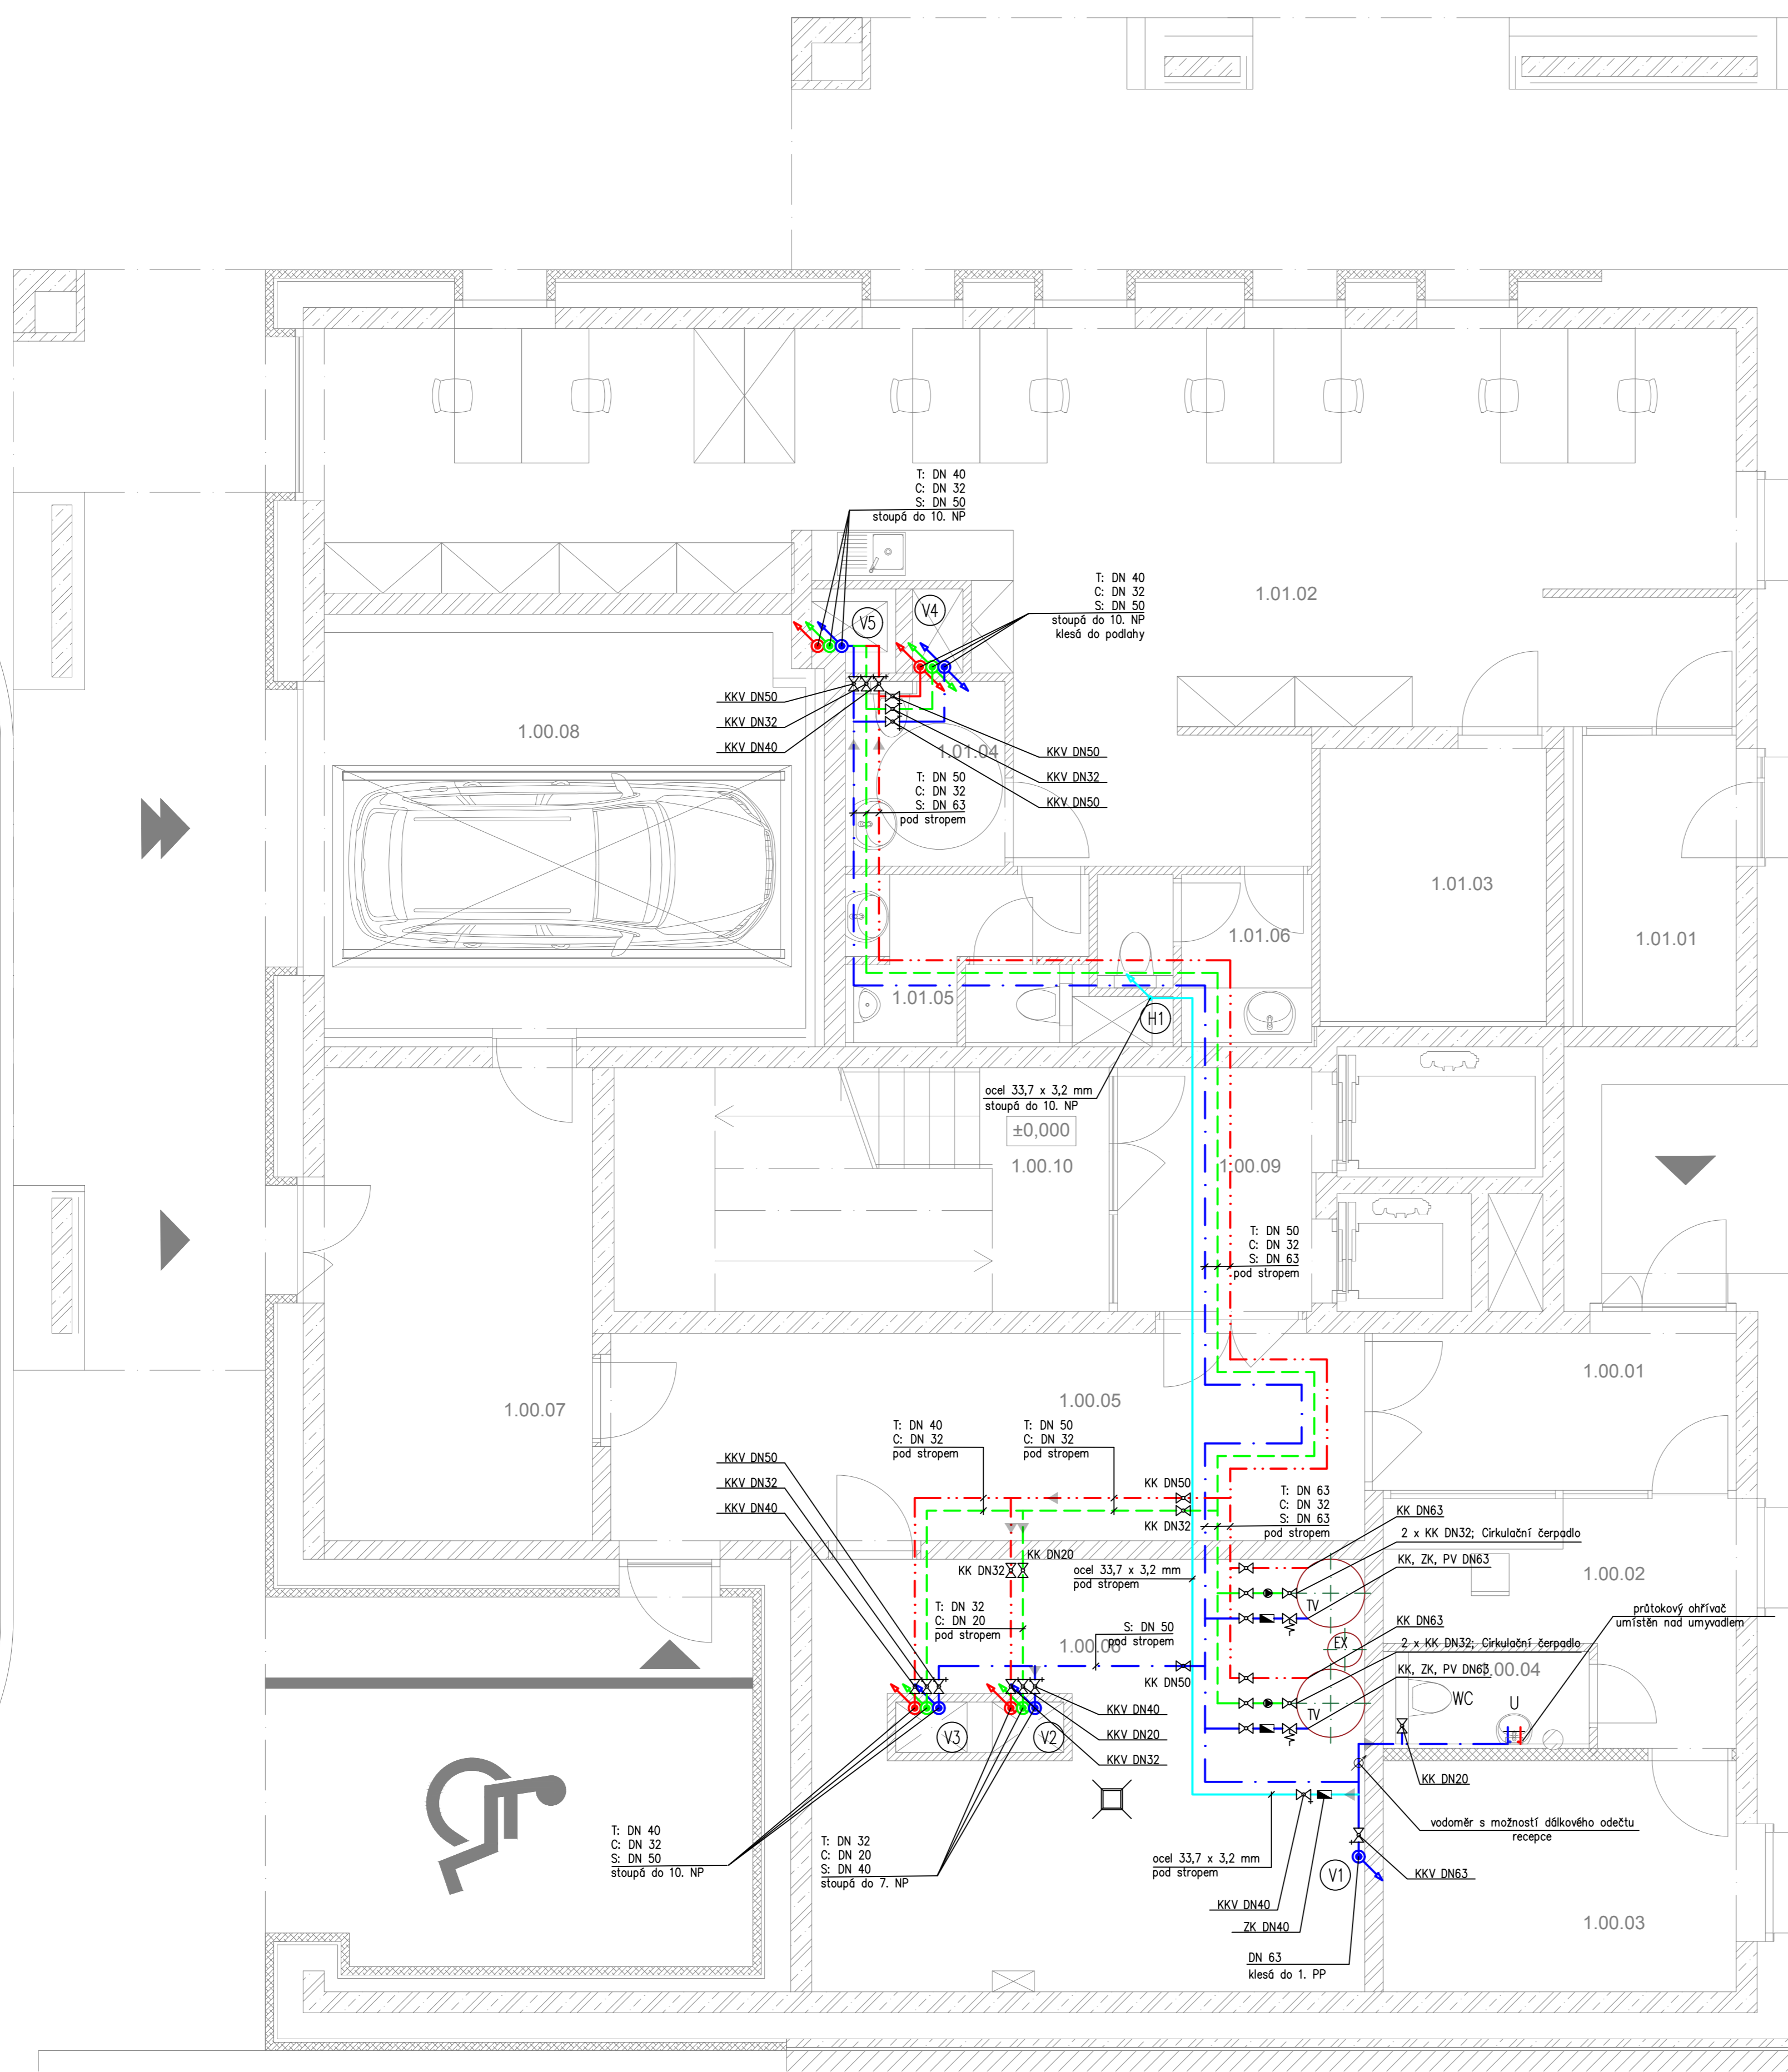 T: DN 40
C: DN 32
S: DN 50
stoupá do 10. NP
T: DN 40
C: DN 32
S: DN 50
stoupá do 10. NP
klesá do podlahy
1.01.02
V5
V4
KKV DN50
KKV DN32
KKV DN40
1.00.08
1.01.04
KKV DN50
KKV DN32
KKV DN50
T: DN 50
C: DN 32
S: DN 63
pod stropem
1.01.03
1.01.01
1.01.06
1.01.05
H1
ocel 33,7 x 3,2 mm
stoupá do 10. NP
±0,000
1.00.10
1.00.09
T: DN 50
C: DN 32
S: DN 63
pod stropem
1.00.01
1.00.05
1.00.07
T: DN 40
C: DN 32
pod stropem
T: DN 50
C: DN 32
pod stropem
KKV DN50
KKV DN32
KKV DN40
KK DN50
KK DN32
T: DN 63
C: DN 32
S: DN 63
pod stropem
KK DN63
2 x KK DN32; Cirkulační čerpadlo
KK, ZK, PV DN63
KK DN20
KK DN32
ocel 33,7 x 3,2 mm
pod stropem
1.00.02
TV
T: DN 32
C: DN 20
pod stropem
průtokový ohřívač
umístěn nad umyvadlem
S: DN 50
pod stropem
1.00.06
KK DN63
EX
2 x KK DN32; Cirkulační čerpadlo
KK, ZK, PV DN63
1.00.04
KK DN50
WC
U
TV
KKV DN40
KKV DN20
KKV DN32
V3
V2
KK DN20
vodoměr s možností dálkového odečtu
recepce
T: DN 40
C: DN 32
S: DN 50
stoupá do 10. NP
T: DN 32
C: DN 20
S: DN 40
stoupá do 7. NP
ocel 33,7 x 3,2 mm
pod stropem
V1
KKV DN63
KKV DN40
ZK DN40
1.00.03
DN 63
klesá do 1. PP